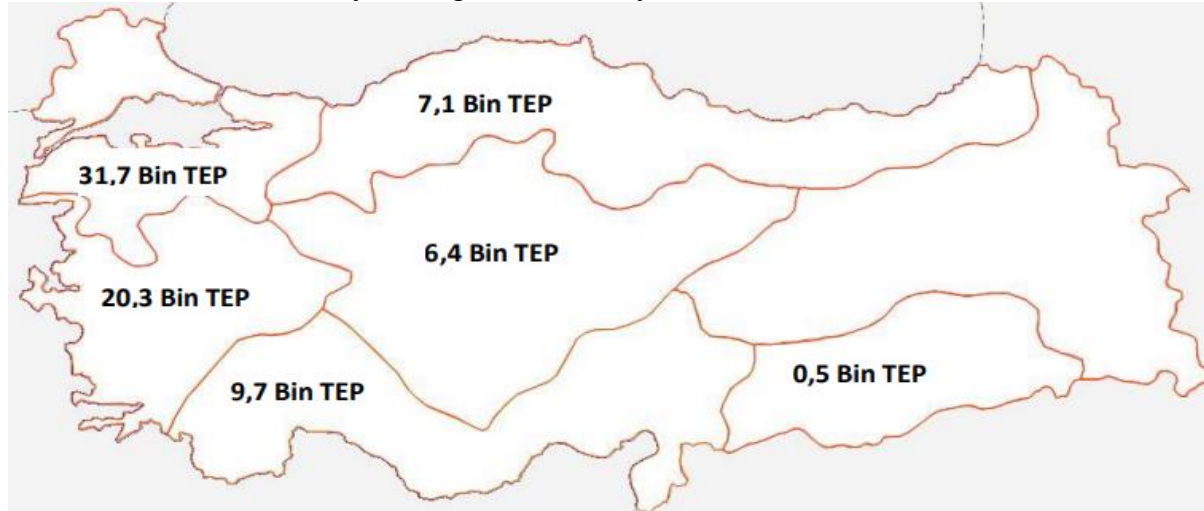 7,1 Bin TEP
31,7 Bin TEP
6,4 Bin TEP
20,3 Bin TEP
0,5 Bin TEP
9,7 Bin TEP